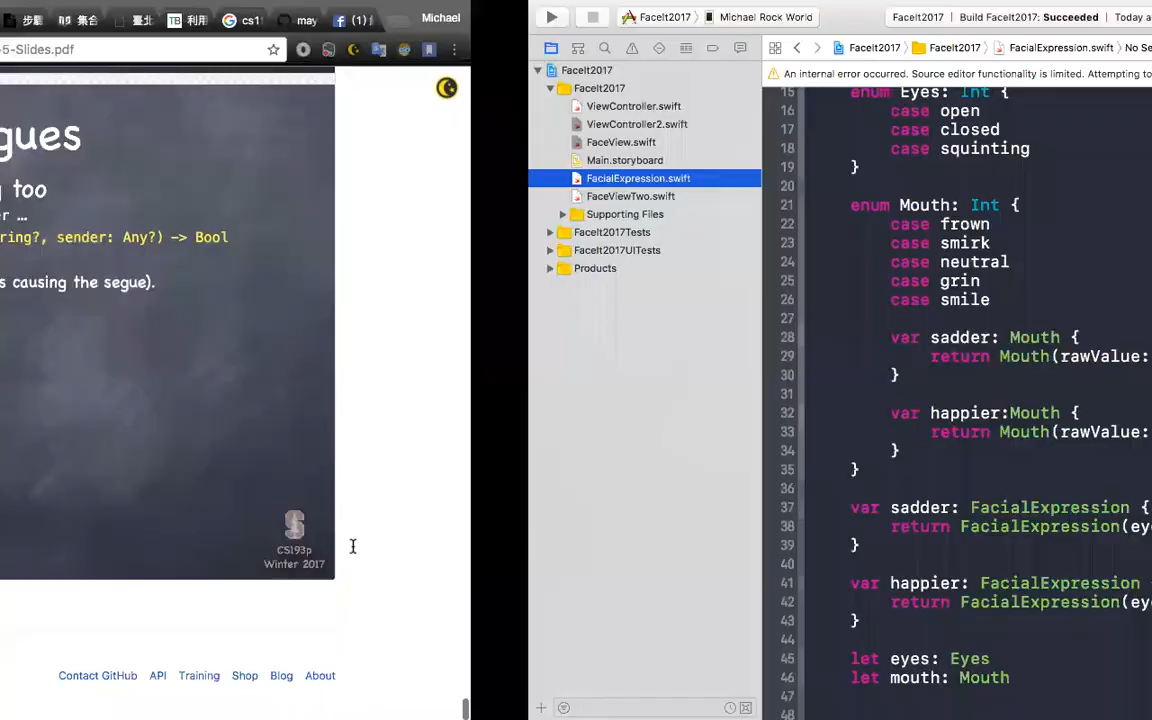 步驟
集合
臺北
利用
cs1
may
(1)
Michael
-5-Slides.pdf
gues
g too
er …
ring?, sender: Any?) -> Bool
s causing the segue).
CS193p
Winter 2017
Contact GitHub API Training Shop Blog About
FaceIt2017 Michael Rock World
FaceIt2017 Build FaceIt2017: Succeeded Today a
FaceIt2017
FaceIt2017
ViewController.swift
ViewController2.swift
FaceView.swift
Main.storyboard
FacialExpression.swift
FaceViewTwo.swift
Supporting Files
FaceIt2017Tests
FaceIt2017UITests
Products
FaceIt2017 FaceIt2017 FacialExpression.swift No Se
An internal error occurred. Source editor functionality is limited. Attempting to
15 enum Eyes: Int {
16 case open
17 case closed
18 case squinting
19 }
20
21 enum Mouth: Int {
22 case frown
23 case smirk
24 case neutral
25 case grin
26 case smile
27
28 var sadder: Mouth {
29 return Mouth(rawValue:
30 }
31
32 var happier:Mouth {
33 return Mouth(rawValue:
34 }
35 }
36
37 var sadder: FacialExpression {
38 return FacialExpression(ey
39 }
40
41 var happier: FacialExpression
42 return FacialExpression(ey
43 }
44
45 let eyes: Eyes
46 let mouth: Mouth
47
48